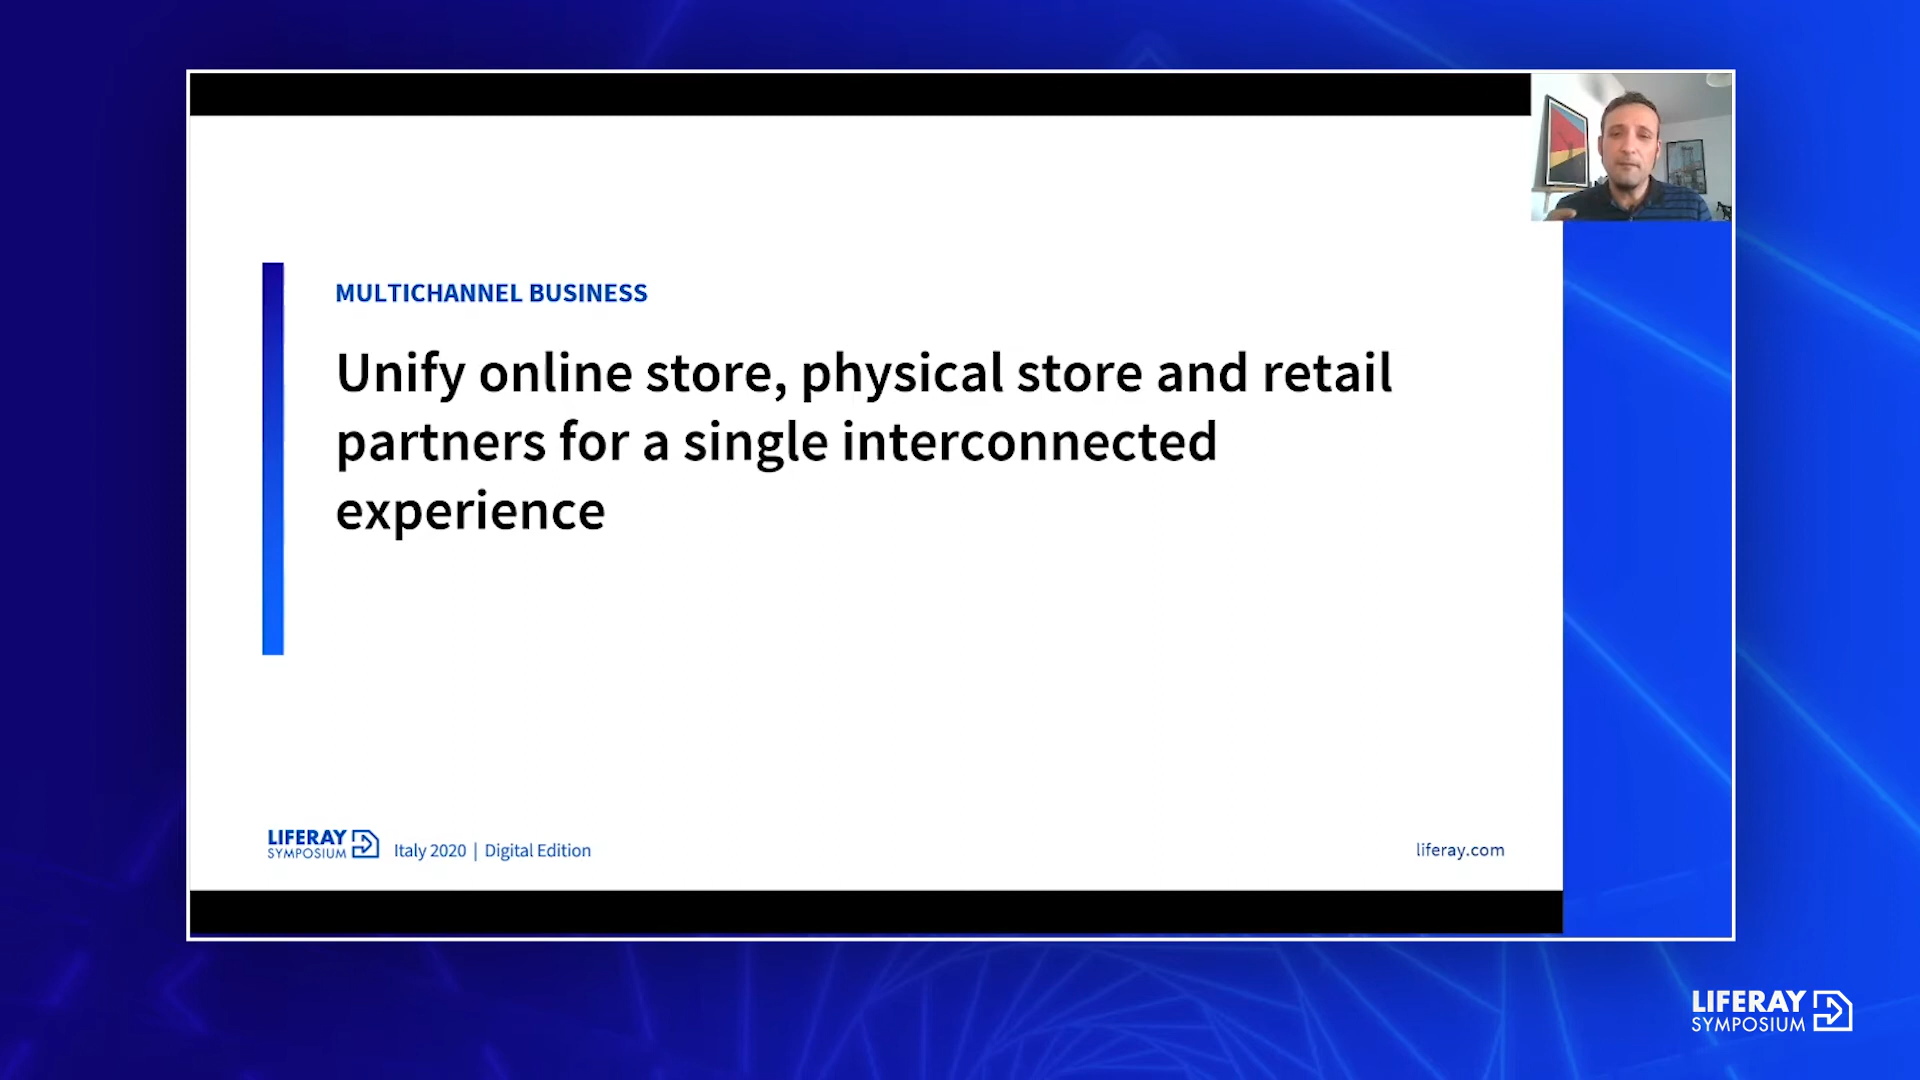 MULTICHANNEL BUSINESS
Unify online store, physical store and retail
partners for a single interconnected
experience
LIFERAY
SYMPOSIUM
Italy 2020 | Digital Edition
liferay.com
LIFERAY
SYMPOSIUM